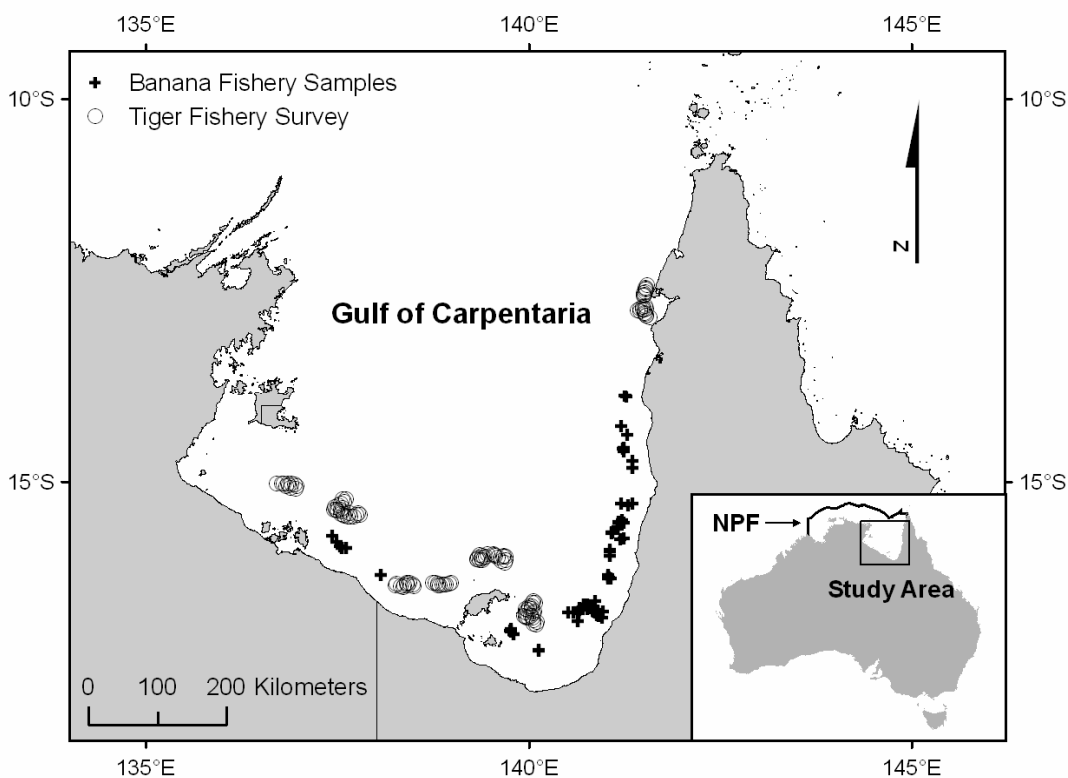 135°E 140°E 145°E
Banana Fishery Samples
Tiger Fishery Survey
10°S 10°S
N
Gulf of Carpentaria
15°S 15°S
NPF
Study Area
0 100 200 Kilometers
135°E 140°E 145°E